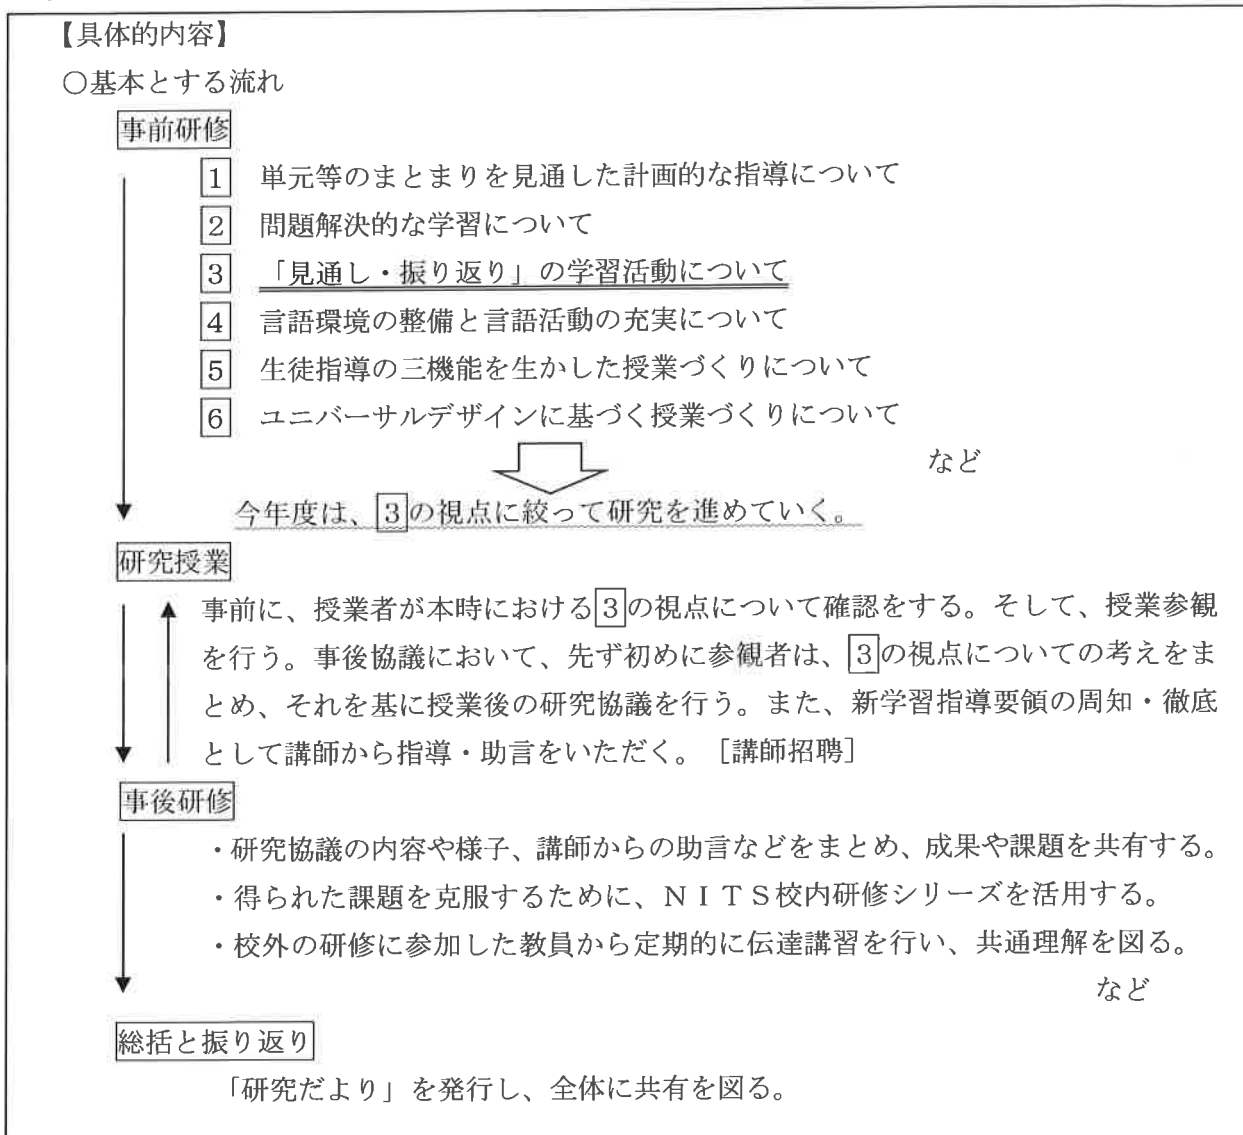 【具体的内容】
○基本とする流れ
事前研修
1 単元等のまとまりを見通した計画的な指導について
2 問題解決的な学習について
3 「見通し・振り返り」の学習活動について
4 言語環境の整備と言語活動の充実について
5 生徒指導の三機能を生かした授業づくりについて
6 ユニバーサルデザインに基づく授業づくりについて
など
今年度は、3の視点に絞って研究を進めていく。
研究授業
事前に、授業者が本時における3の視点について確認をする。そして、授業参観
を行う。事後協議において、先ず初めに参観者は、3の視点についての考えをま
とめ、それを基に授業後の研究協議を行う。また、新学習指導要領の周知・徹底
として講師から指導・助言をいただく。［講師招聘］
事後研修
・研究協議の内容や様子、講師からの助言などをまとめ、成果や課題を共有する。
・得られた課題を克服するために、ＮＩＴＳ校内研修シリーズを活用する。
・校外の研修に参加した教員から定期的に伝達講習を行い、共通理解を図る。
など
総括と振り返り
「研究だより」を発行し、全体に共有を図る。